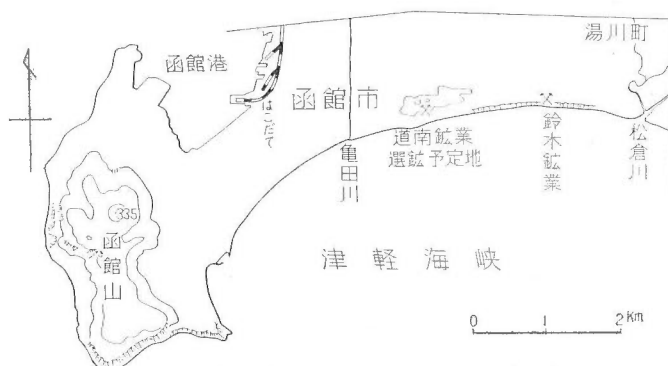 湯川町
函館港
はこだて
函館市
道南鉱業
選鉱予定地
亀田川
鈴木鉱業
松倉川
335
函館山
津軽海峡
0 1 2 Km